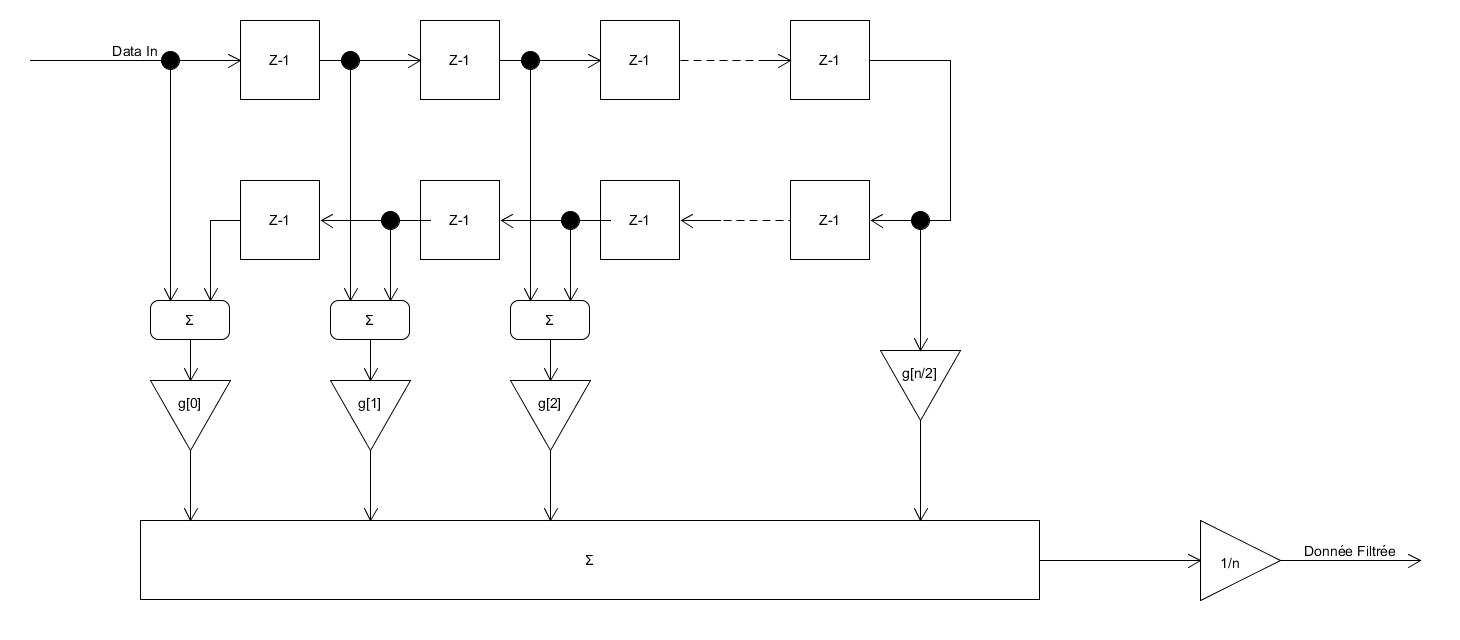 Data In
Z-1
Z-1
Z-1
Z-1
Z-1
Z-1
Z-1
Z-1
Σ
Σ
Σ
g[0]
g[1]
g[2]
g[n/2]
Σ
1/n
Donnée Filtrée